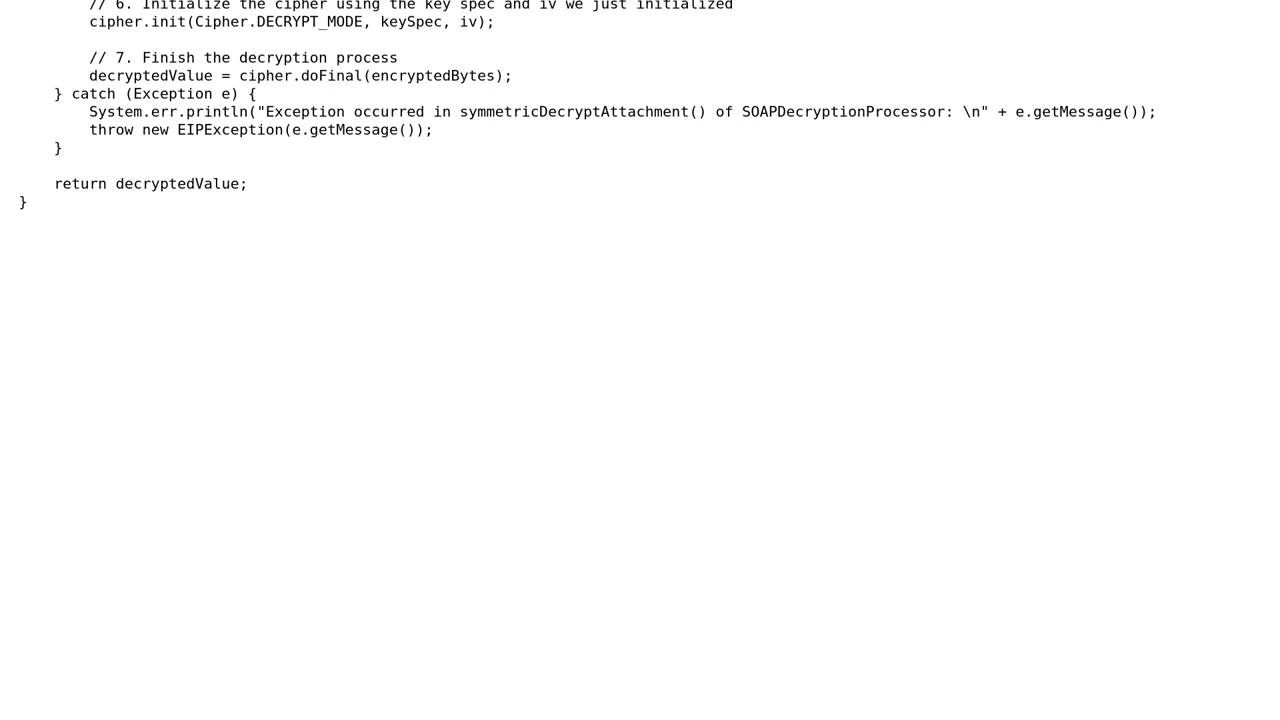 // 6. Initialize the cipher using the key spec and iv we just initialized
cipher.init(Cipher.DECRYPT_MODE, keySpec, iv);
// 7. Finish the decryption process
decryptedValue = cipher.doFinal(encryptedBytes);
} catch (Exception e) {
System.err.println("Exception occurred in symmetricDecryptAttachment() of SOAPDecryptionProcessor: \n" + e.getMessage());
throw new EIPException(e.getMessage());
}
return decryptedValue;
}